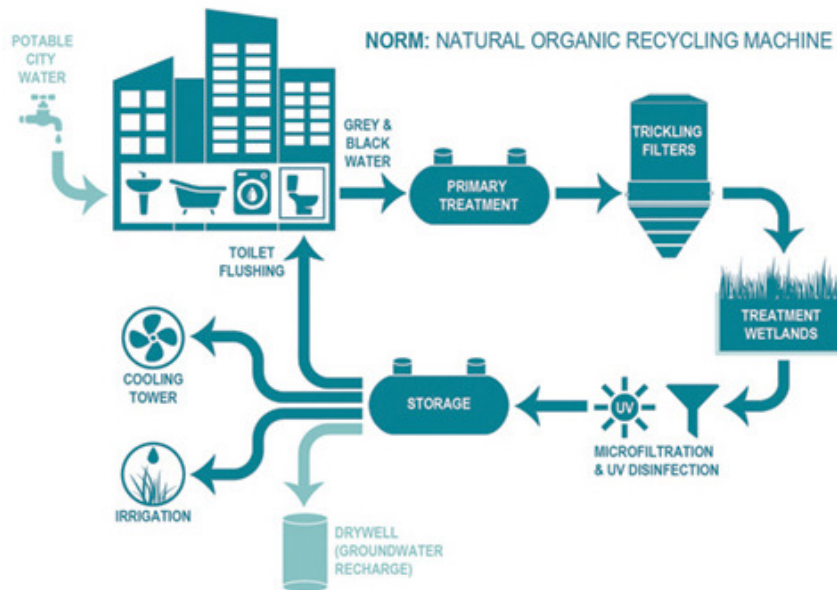 NORM: NATURAL ORGANIC RECYCLING MACHINE
POTABLE
CITY
WATER
GREY &
BLACK
WATER
PRIMARY
TREATMENT
TRICKLING
FILTERS
TREATMENT
WETLANDS
UV
MICROFILTRATION
& UV DISINFECTION
STORAGE
TOILET
FLUSHING
COOLING
TOWER
IRRIGATION
DRYWELL
(GROUNDWATER
RECHARGE)